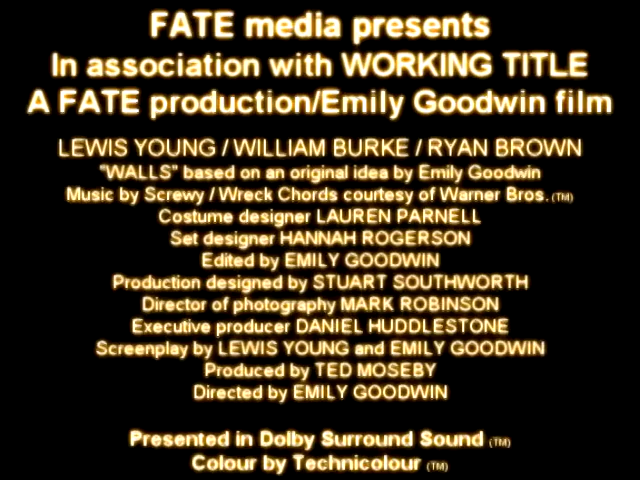 FATE media presents
In association with WORKING TITLE
A FATE production/Emily Goodwin film
LEWIS YOUNG / WILLIAM BURKE / RYAN BROWN
"WALLS" based on an original idea by Emily Goodwin
Music by Screwy / Wreck Chords courtesy of Warner Bros. (TM)
Costume designer LAUREN PARNELL
Set designer HANNAH ROGERSON
Edited by EMILY GOODWIN
Production designed by STUART SOUTHWORTH
Director of photography MARK ROBINSON
Executive producer DANIEL HUDDLESTONE
Screenplay by LEWIS YOUNG and EMILY GOODWIN
Produced by TED MOSEBY
Directed by EMILY GOODWIN
Presented in Dolby Surround Sound (TM)
Colour by Technicolour (TM)